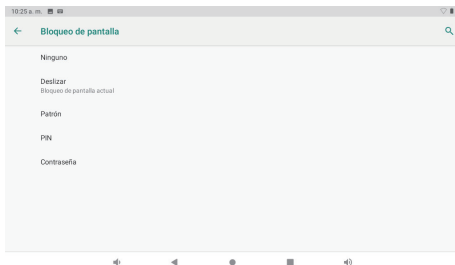 10:25 a. m.
Bloqueo de pantalla
Ninguno
Deslizar
Bloqueo de pantalla actual
Patrón
PIN
Contraseña